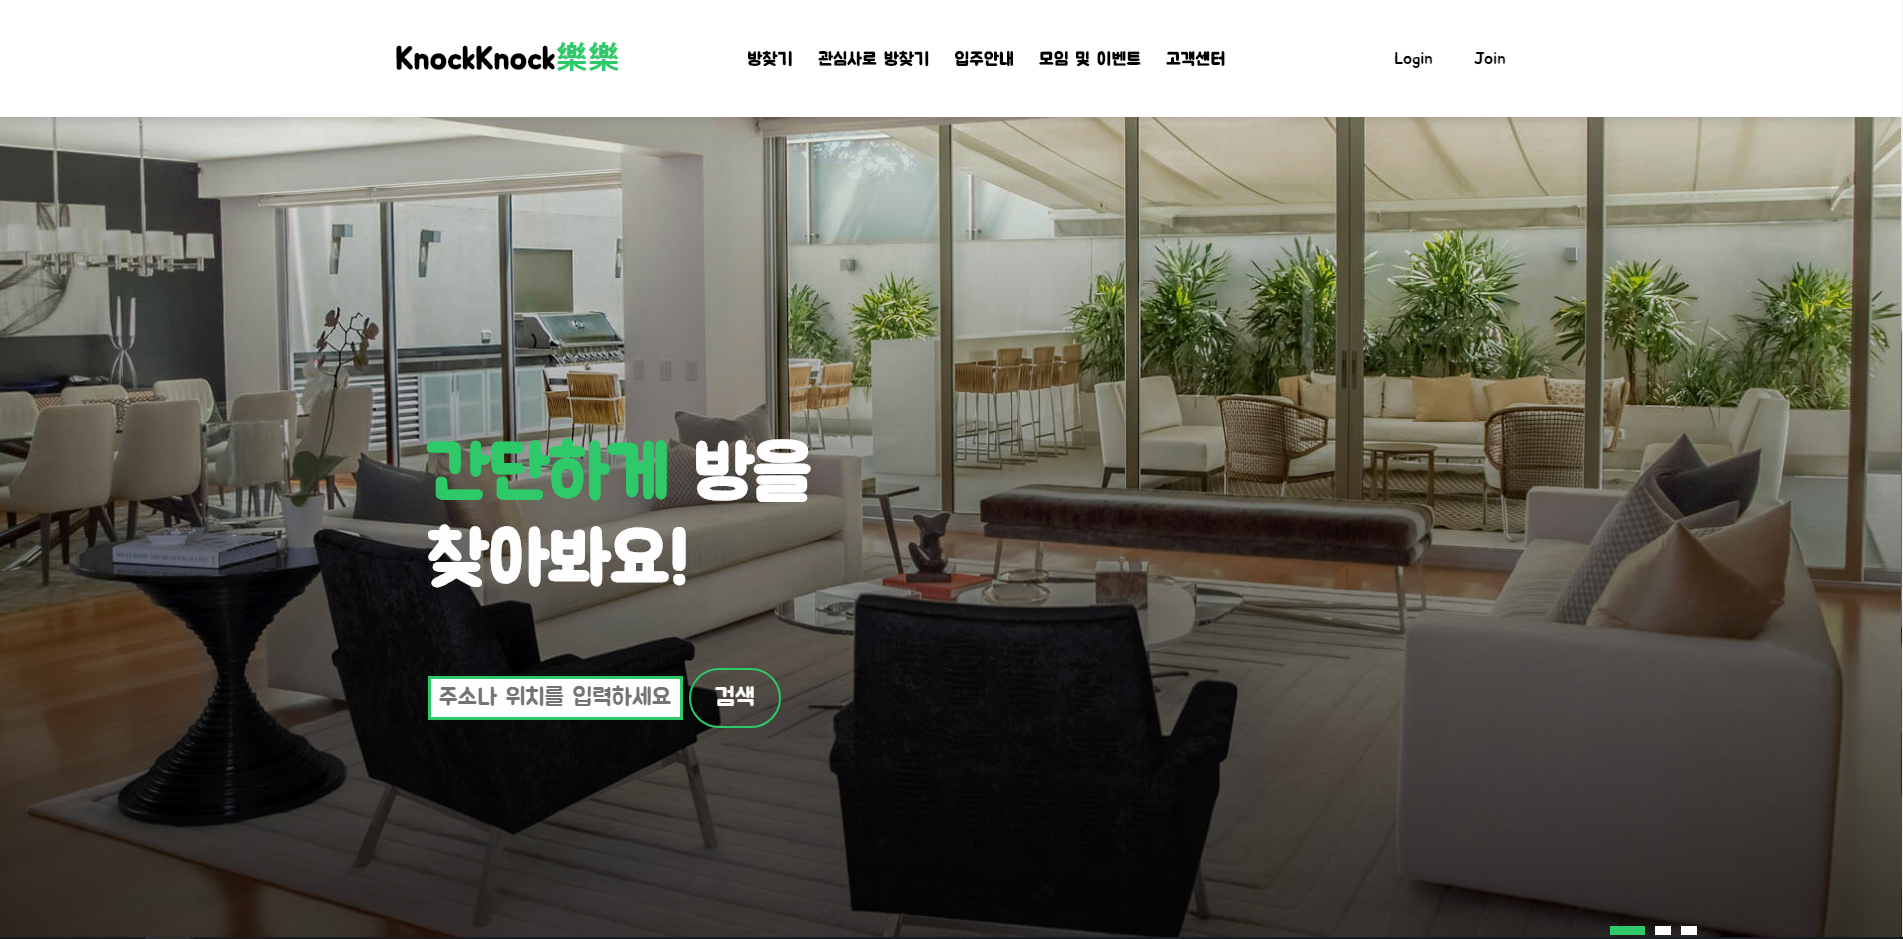 KnockKnock樂樂
방찾기 관심사로 방찾기 입주안내 모임 및 이벤트 고객센터
Login Join
간단하게 방을
찾아봐요!
주소나 위치를 입력하세요 검색